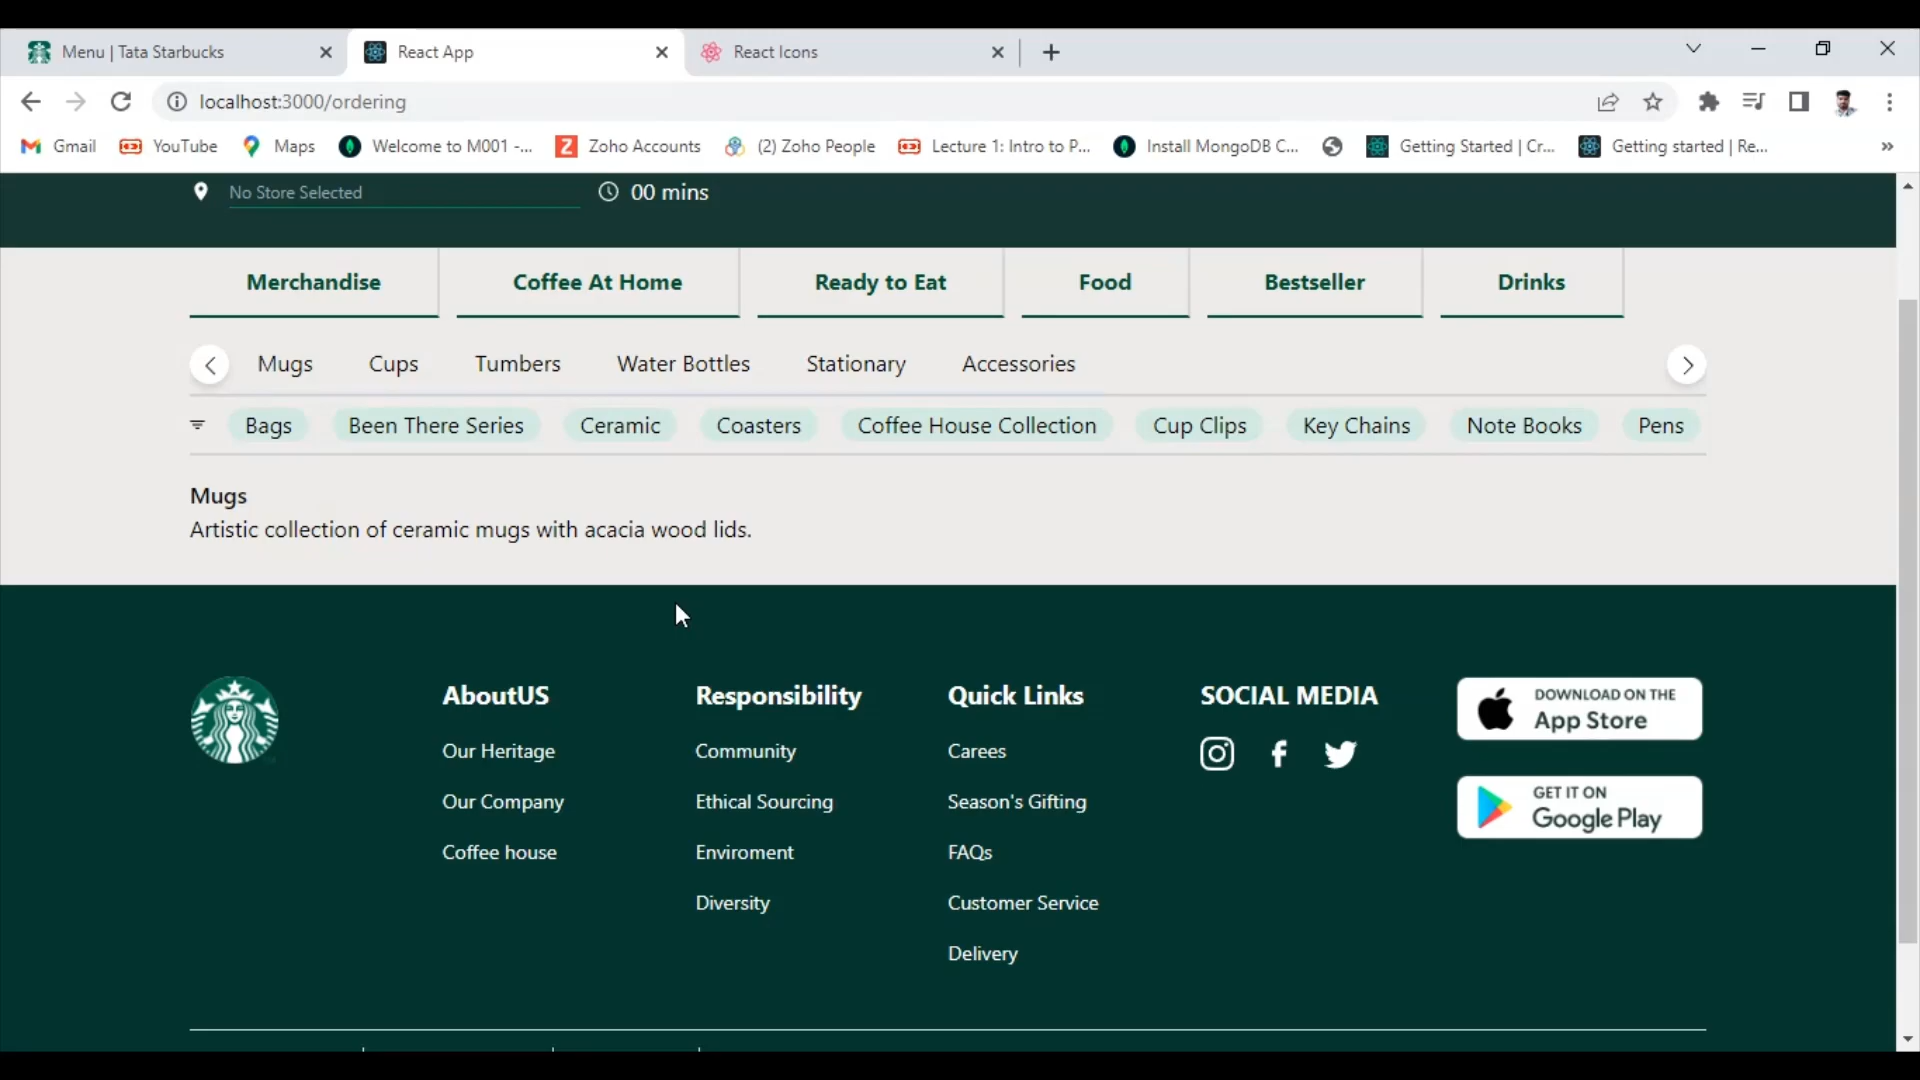 Menu | Tata Starbucks
React App
React Icons
localhost:3000/ordering
Gmail
YouTube
Maps
Welcome to M001 -...
Zoho Accounts
(2) Zoho People
Lecture 1: Intro to P...
Install MongoDB C...
Getting Started | Cr...
Getting started | Re...
No Store Selected
00 mins
Merchandise
Coffee At Home
Ready to Eat
Food
Bestseller
Drinks
Mugs
Cups
Tumbers
Water Bottles
Stationary
Accessories
Bags
Been There Series
Ceramic
Coasters
Coffee House Collection
Cup Clips
Key Chains
Note Books
Pens
Mugs
Artistic collection of ceramic mugs with acacia wood lids.
AboutUS
Our Heritage
Our Company
Coffee house
Responsibility
Community
Ethical Sourcing
Enviroment
Diversity
Quick Links
Carees
Season's Gifting
FAQs
Customer Service
Delivery
SOCIAL MEDIA
DOWNLOAD ON THE
App Store
GET IT ON
Google Play